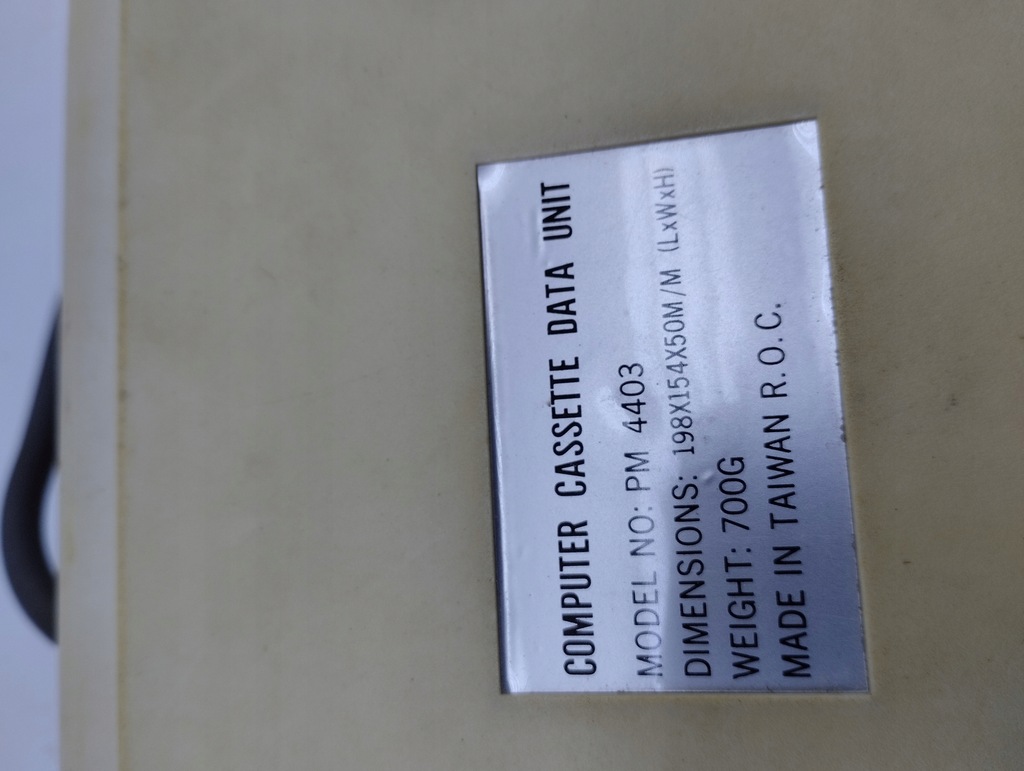 COMPUTER CASSETTE DATA UNIT
MODEL NO: PM 4403
DIMENSIONS: 198X154X50M/M (LxWxH)
WEIGHT: 700G
MADE IN TAIWAN R.O.C.